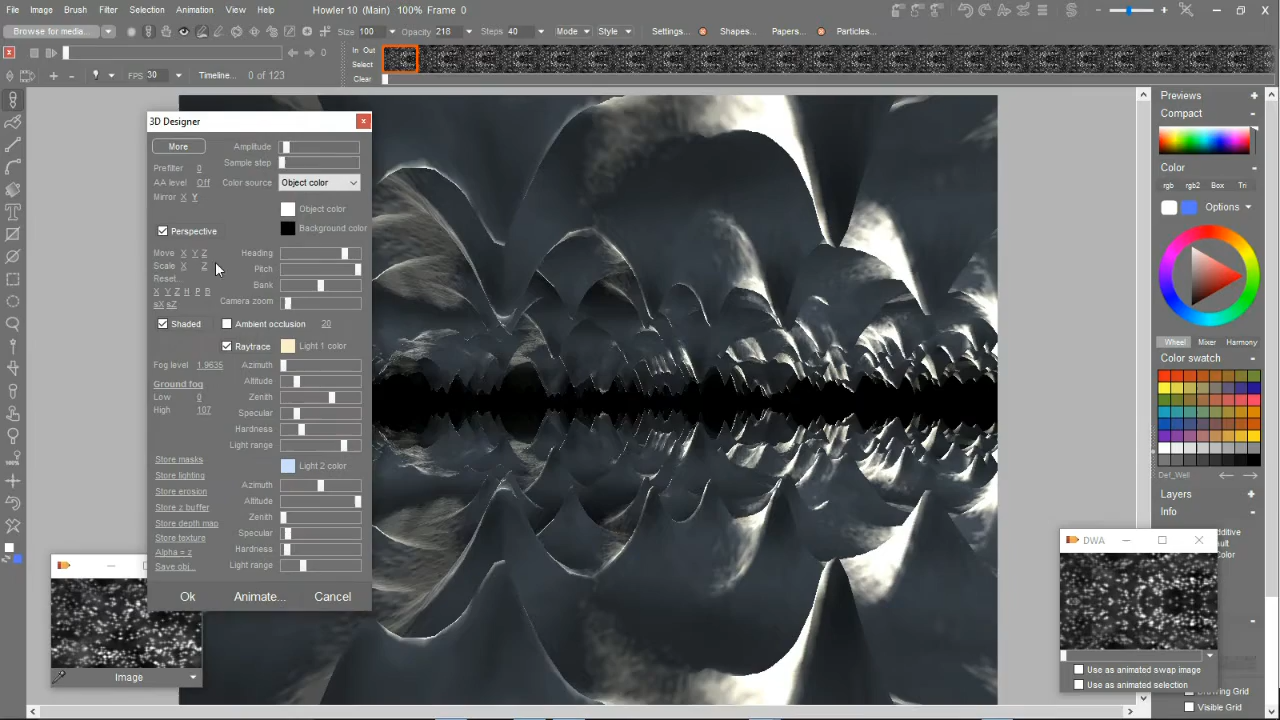 File Image Brush Filter Selection Animation View Help Howler 10 (Main) 100% Frame 0
Browse for media... Size 100 Opacity 218 Steps 40 Mode Style Settings... Shapes... Papers... Particles...
0 In Out
Select
FPS 30 Timeline... 0 of 123 Clear
3D Designer
More Amplitude
Sample step
Prefilter 0
AA level Off Color source Object color
Mirror X Y
Object color
Background color
Perspective
Move X Y Z Heading
Scale X Z Pitch
Reset..
X Y Z H P B Bank
sX sZ Camera zoom
Shaded Ambient occlusion 20
Raytrace Light 1 color
Fog level 1.9635 Azimuth
Ground fog Altitude
Low 0 Zenith
High 107 Specular
Hardness
Light range
Store masks Light 2 color
Store lighting Azimuth
Store erosion Altitude
Store z buffer Zenith
Store depth map Specular
Store texture Hardness
Alpha = z
Save obj... Light range
Ok Animate... Cancel
Image
Previews
Compact
Color
rgb rgb2 Box Tri
Options
Wheel Mixer Harmony
Color swatch
Def_Well
Layers
Info
dditive
ult
Color
DWA
Use as animated swap image
Use as animated selection
Drawing Grid
Visible Grid